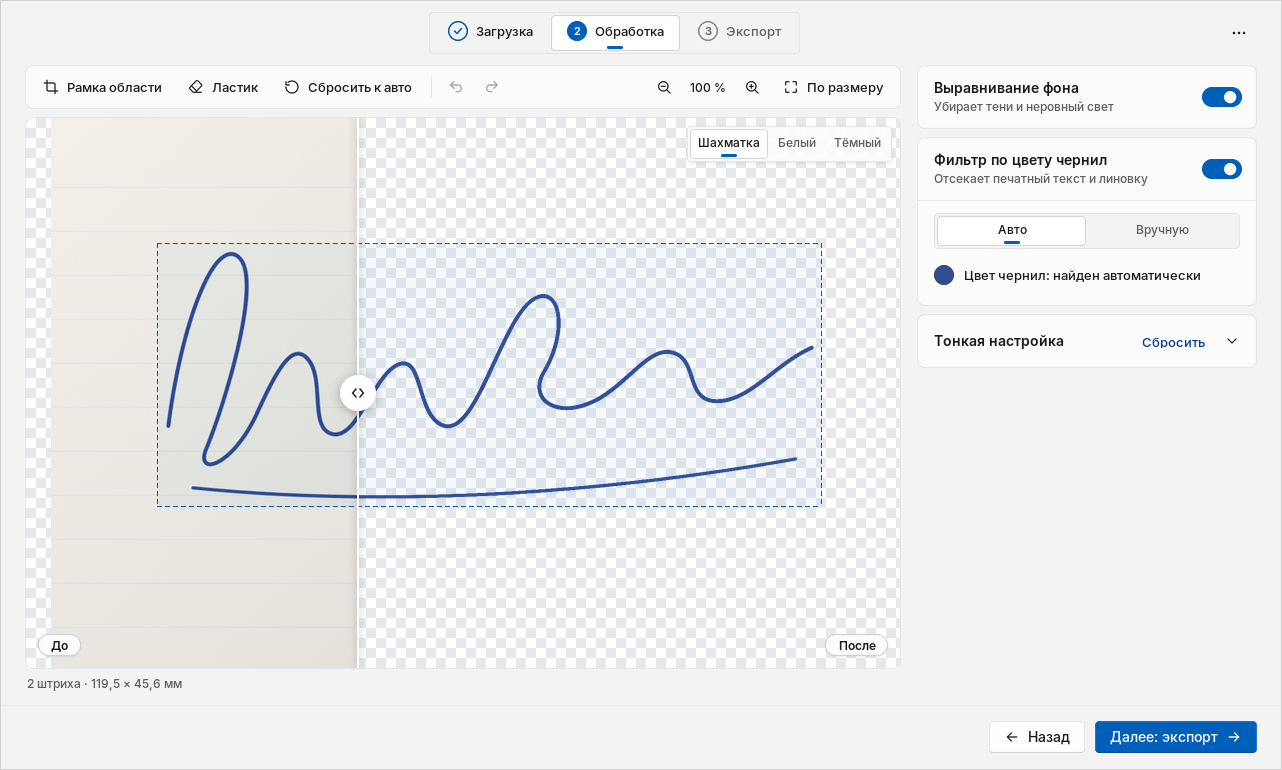 Загрузка
2 Обработка
3 Экспорт
Рамка области
Ластик
Сбросить к авто
100 %
По размеру
Шахматка
Белый
Тёмный
До
После
2 штриха · 119,5 × 45,6 мм
Выравнивание фона
Убирает тени и неровный свет
Фильтр по цвету чернил
Отсекает печатный текст и линовку
Авто
Вручную
Цвет чернил: найден автоматически
Тонкая настройка
Сбросить
Назад
Далее: экспорт